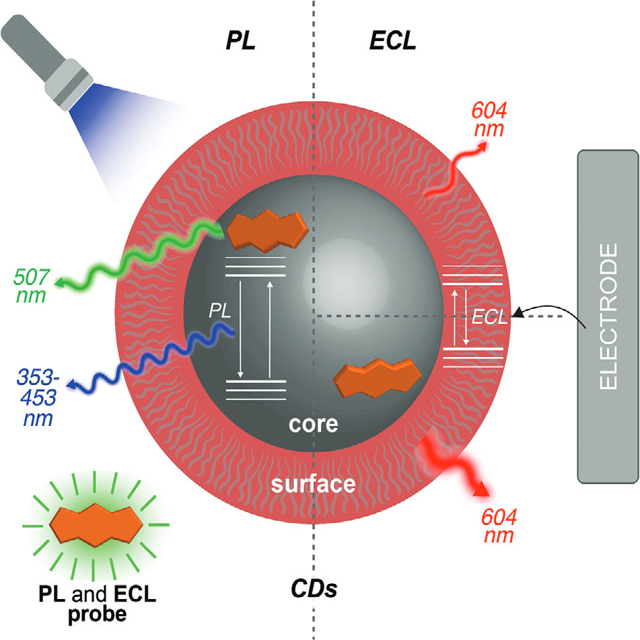 PL
ECL
604
nm
507
nm
PL
ECL
ELECTRODE
353-
453
nm
core
surface
604
nm
PL and ECL
probe
CDs